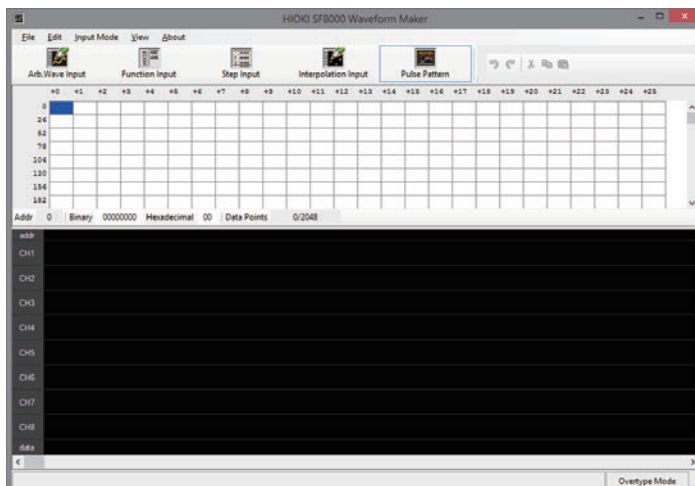 HIOKI SF8000 Waveform Maker
File Edit Input Mode View About
Arb.Wave Input Function Input Step Input Interpolation Input Pulse Pattern
+0 +1 +2 +3 +4 +5 +6 +7 +8 +9 +10 +11 +12 +13 +14 +15 +16 +17 +18 +19 +20 +21 +22 +23 +24 +25
0
26
52
78
104
130
156
182
Addr 0 Binary 00000000 Hexadecimal 00 Data Points 0/2048
addr
CH1
CH2
CH3
CH4
CH5
CH6
CH7
CH8
data
Overtype Mode